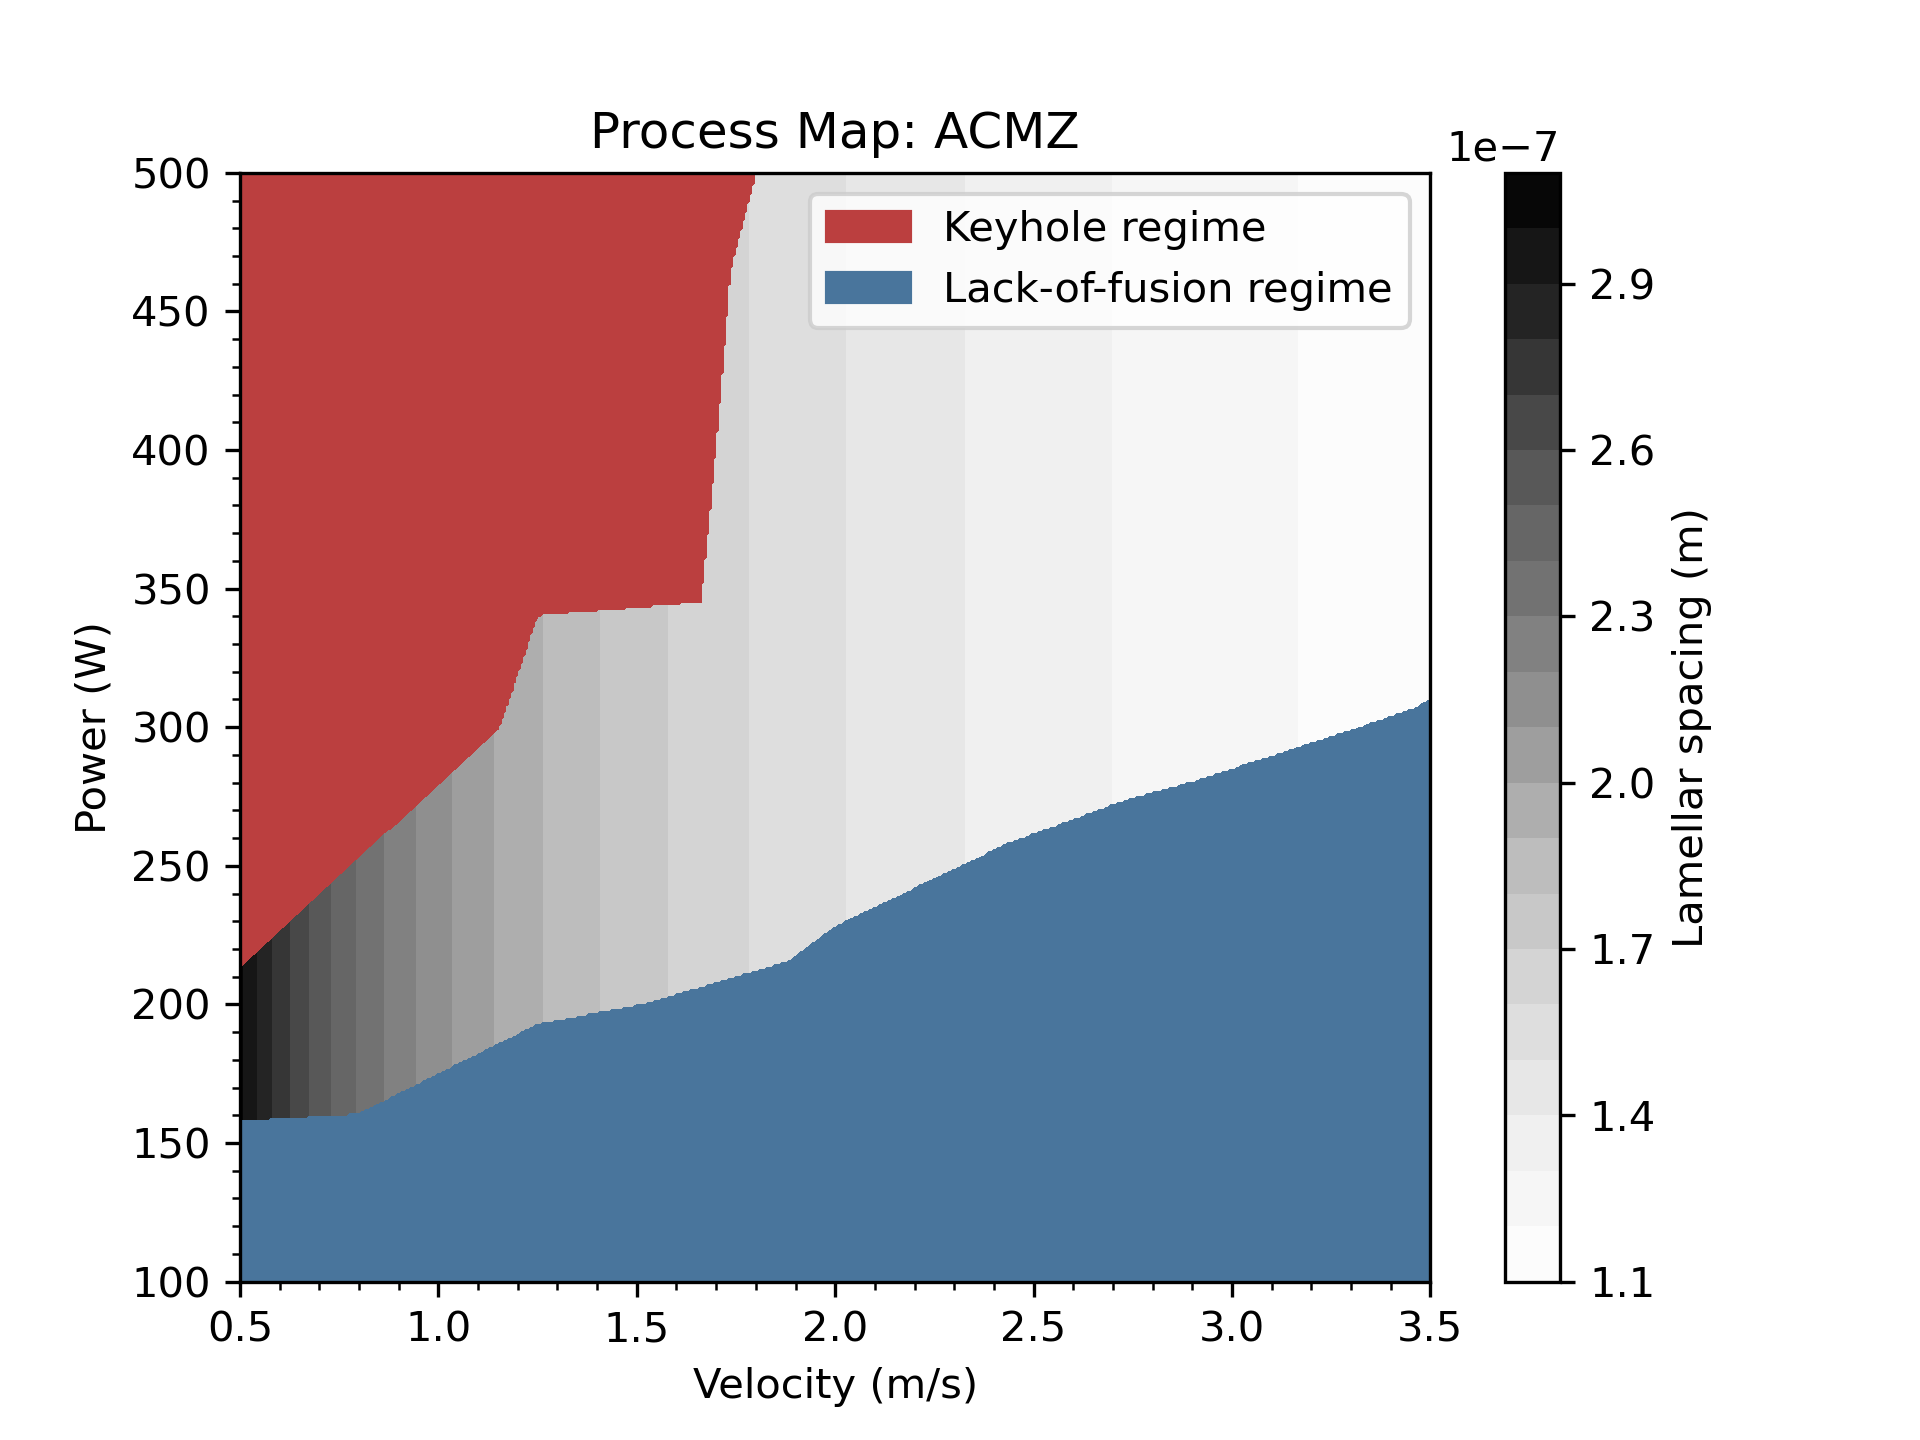 Process Map: ACMZ
1e−7
Keyhole regime
Lack-of-fusion regime
500
450
400
350
300
250
200
150
100
Power (W)
0.5 1.0 1.5 2.0 2.5 3.0 3.5
Velocity (m/s)
2.9
2.6
2.3
2.0
1.7
1.4
1.1
Lamellar spacing (m)